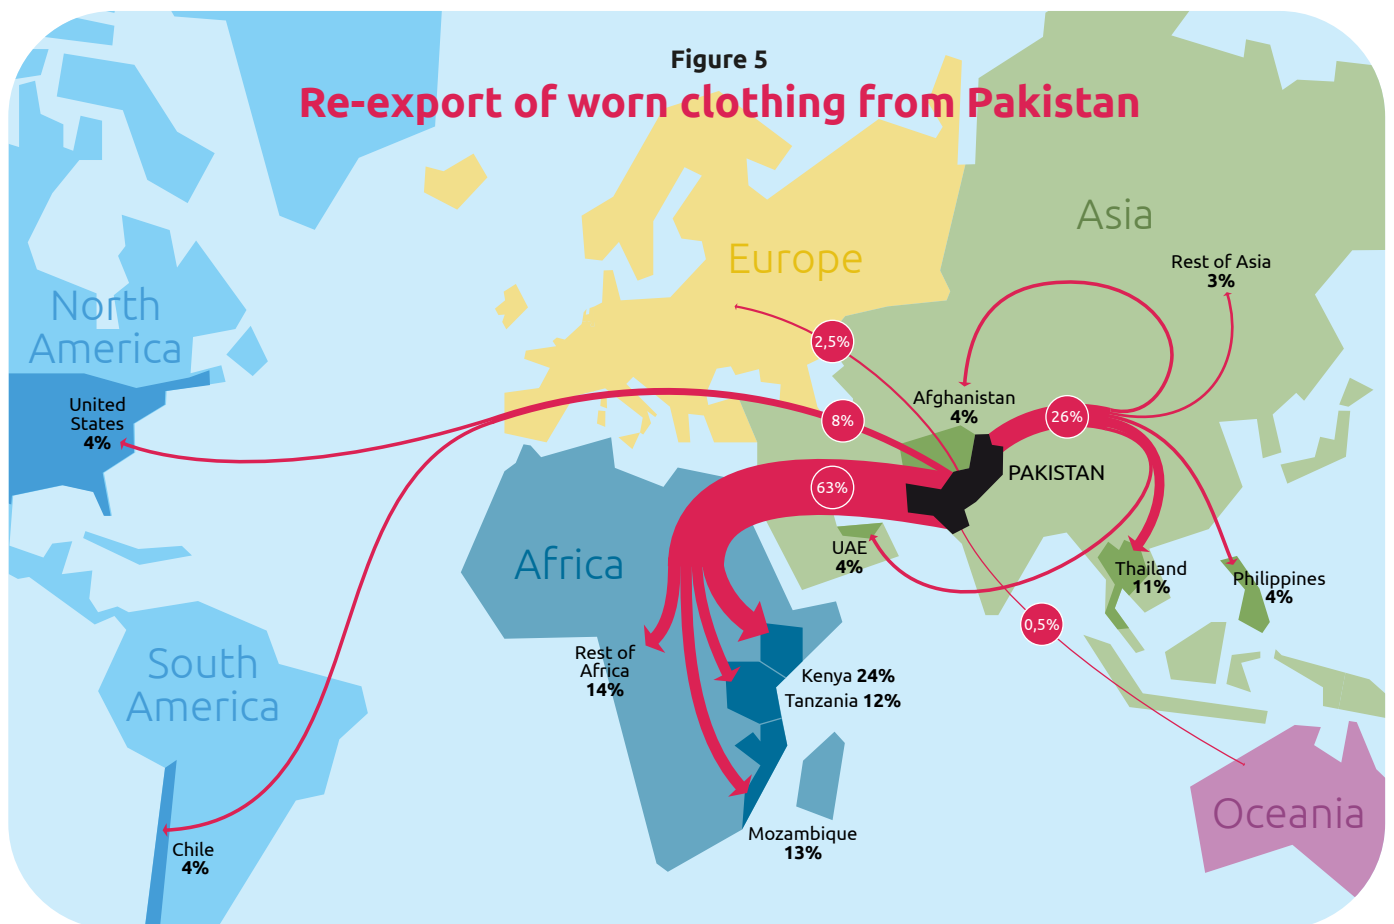 Figure 5
Re-export of worn clothing from Pakistan
Asia
Europe
Rest of Asia
3%
North
America
2,5%
Afghanistan
4%
United
States
4%
8%
26%
PAKISTAN
63%
UAE
4%
Africa
Thailand
11%
Philippines
4%
0,5%
Rest of
Africa
14%
Kenya 24%
Tanzania 12%
South
America
Oceania
Mozambique
13%
Chile
4%